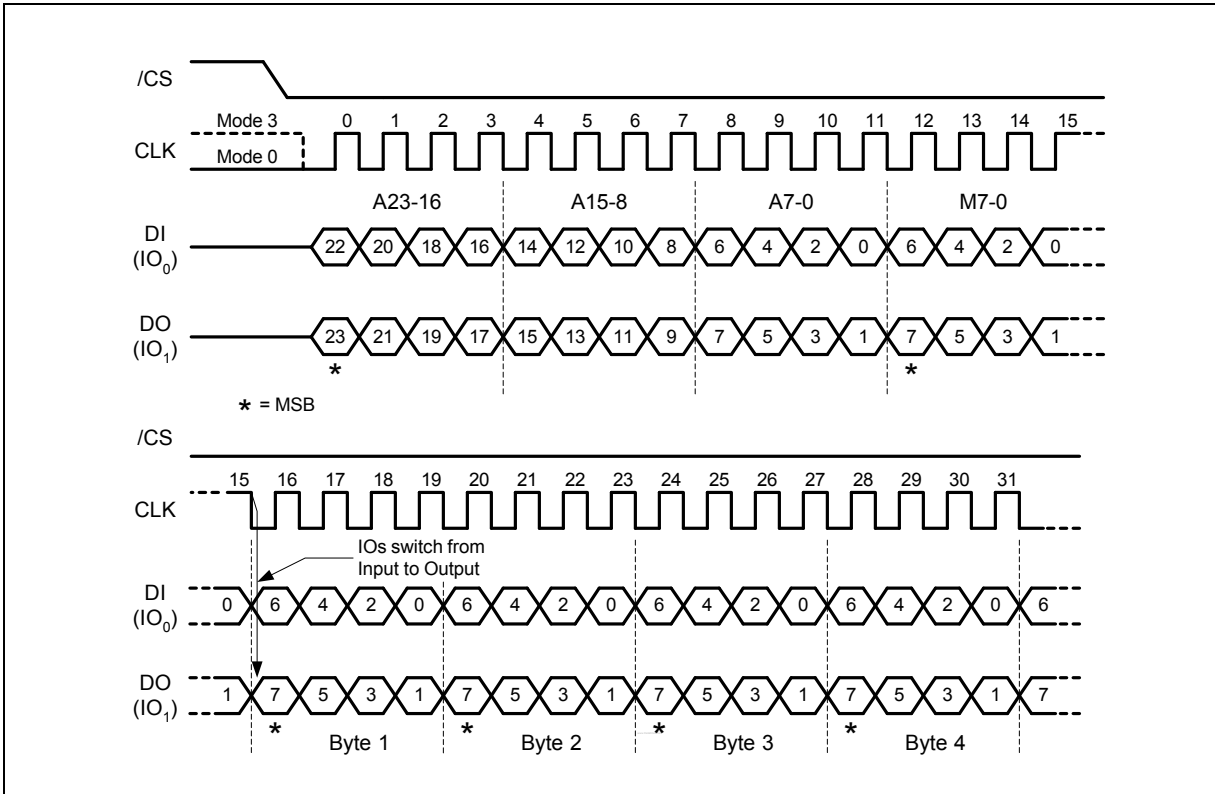 /CS
Mode 3 0 1 2 3 4 5 6 7 8 9 10 11 12 13 14 15
CLK
Mode 0
A23-16 A15-8 A7-0 M7-0
DI
(IO0)
22 20 18 16 14 12 10 8 6 4 2 0 6 4 2 0
DO
(IO1)
23 21 19 17 15 13 11 9 7 5 3 1 7 5 3 1
* *
* = MSB
/CS
15 16 17 18 19 20 21 22 23 24 25 26 27 28 29 30 31
CLK
IOs switch from
Input to Output
DI
(IO0)
0 6 4 2 0 6 4 2 0 6 4 2 0 6 4 2 0 6
DO
(IO1)
1 7 5 3 1 7 5 3 1 7 5 3 1 7 5 3 1 7
* * * *
Byte 1 Byte 2 Byte 3 Byte 4